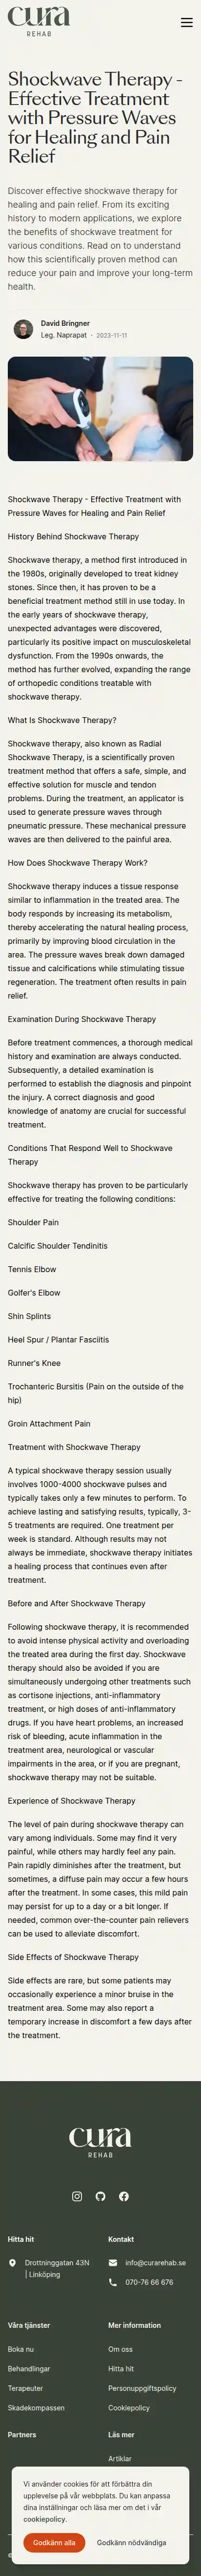 cura
REHAB
Shockwave Therapy -
Effective Treatment
with Pressure Waves
for Healing and Pain
Relief
Discover effective shockwave therapy for
healing and pain relief. From its exciting
history to modern applications, we explore
the benefits of shockwave treatment for
various conditions. Read on to understand
how this scientifically proven method can
reduce your pain and improve your long-term
health.
David Bringner
Leg. Naprapat · 2023-11-11
Shockwave Therapy - Effective Treatment with
Pressure Waves for Healing and Pain Relief
History Behind Shockwave Therapy
Shockwave therapy, a method first introduced in
the 1980s, originally developed to treat kidney
stones. Since then, it has proven to be a
beneficial treatment method still in use today. In
the early years of shockwave therapy,
unexpected advantages were discovered,
particularly its positive impact on musculoskeletal
dysfunction. From the 1990s onwards, the
method has further evolved, expanding the range
of orthopedic conditions treatable with
shockwave therapy.
What Is Shockwave Therapy?
Shockwave therapy, also known as Radial
Shockwave Therapy, is a scientifically proven
treatment method that offers a safe, simple, and
effective solution for muscle and tendon
problems. During the treatment, an applicator is
used to generate pressure waves through
pneumatic pressure. These mechanical pressure
waves are then delivered to the painful area.
How Does Shockwave Therapy Work?
Shockwave therapy induces a tissue response
similar to inflammation in the treated area. The
body responds by increasing its metabolism,
thereby accelerating the natural healing process,
primarily by improving blood circulation in the
area. The pressure waves break down damaged
tissue and calcifications while stimulating tissue
regeneration. The treatment often results in pain
relief.
Examination During Shockwave Therapy
Before treatment commences, a thorough medical
history and examination are always conducted.
Subsequently, a detailed examination is
performed to establish the diagnosis and pinpoint
the injury. A correct diagnosis and good
knowledge of anatomy are crucial for successful
treatment.
Conditions That Respond Well to Shockwave
Therapy
Shockwave therapy has proven to be particularly
effective for treating the following conditions:
Shoulder Pain
Calcific Shoulder Tendinitis
Tennis Elbow
Golfer's Elbow
Shin Splints
Heel Spur / Plantar Fasciitis
Runner's Knee
Trochanteric Bursitis (Pain on the outside of the
hip)
Groin Attachment Pain
Treatment with Shockwave Therapy
A typical shockwave therapy session usually
involves 1000-4000 shockwave pulses and
typically takes only a few minutes to perform. To
achieve lasting and satisfying results, typically, 3-
5 treatments are required. One treatment per
week is standard. Although results may not
always be immediate, shockwave therapy initiates
a healing process that continues even after
treatment.
Before and After Shockwave Therapy
Following shockwave therapy, it is recommended
to avoid intense physical activity and overloading
the treated area during the first day. Shockwave
therapy should also be avoided if you are
simultaneously undergoing other treatments such
as cortisone injections, anti-inflammatory
treatment, or high doses of anti-inflammatory
drugs. If you have heart problems, an increased
risk of bleeding, acute inflammation in the
treatment area, neurological or vascular
impairments in the area, or if you are pregnant,
shockwave therapy may not be suitable.
Experience of Shockwave Therapy
The level of pain during shockwave therapy can
vary among individuals. Some may find it very
painful, while others may hardly feel any pain.
Pain rapidly diminishes after the treatment, but
sometimes, a diffuse pain may occur a few hours
after the treatment. In some cases, this mild pain
may persist for up to a day or a bit longer. If
needed, common over-the-counter pain relievers
can be used to alleviate discomfort.
Side Effects of Shockwave Therapy
Side effects are rare, but some patients may
occasionally experience a minor bruise in the
treatment area. Some may also report a
temporary increase in discomfort a few days after
the treatment.
cura
REHAB
Hitta hit
Drottninggatan 43N
| Linköping
Kontakt
info@curarehab.se
070-76 66 676
Våra tjänster
Boka nu
Behandlingar
Terapeuter
Skadekompassen
Mer information
Om oss
Hitta hit
Personuppgiftspolicy
Cookiepolicy
Partners
Läs mer
Artiklar
Vi använder cookies för att förbättra din
upplevelse på vår webbplats. Du kan anpassa
dina inställningar och läsa mer om det i vår
cookiepolicy.
Godkänn alla
Godkänn nödvändiga